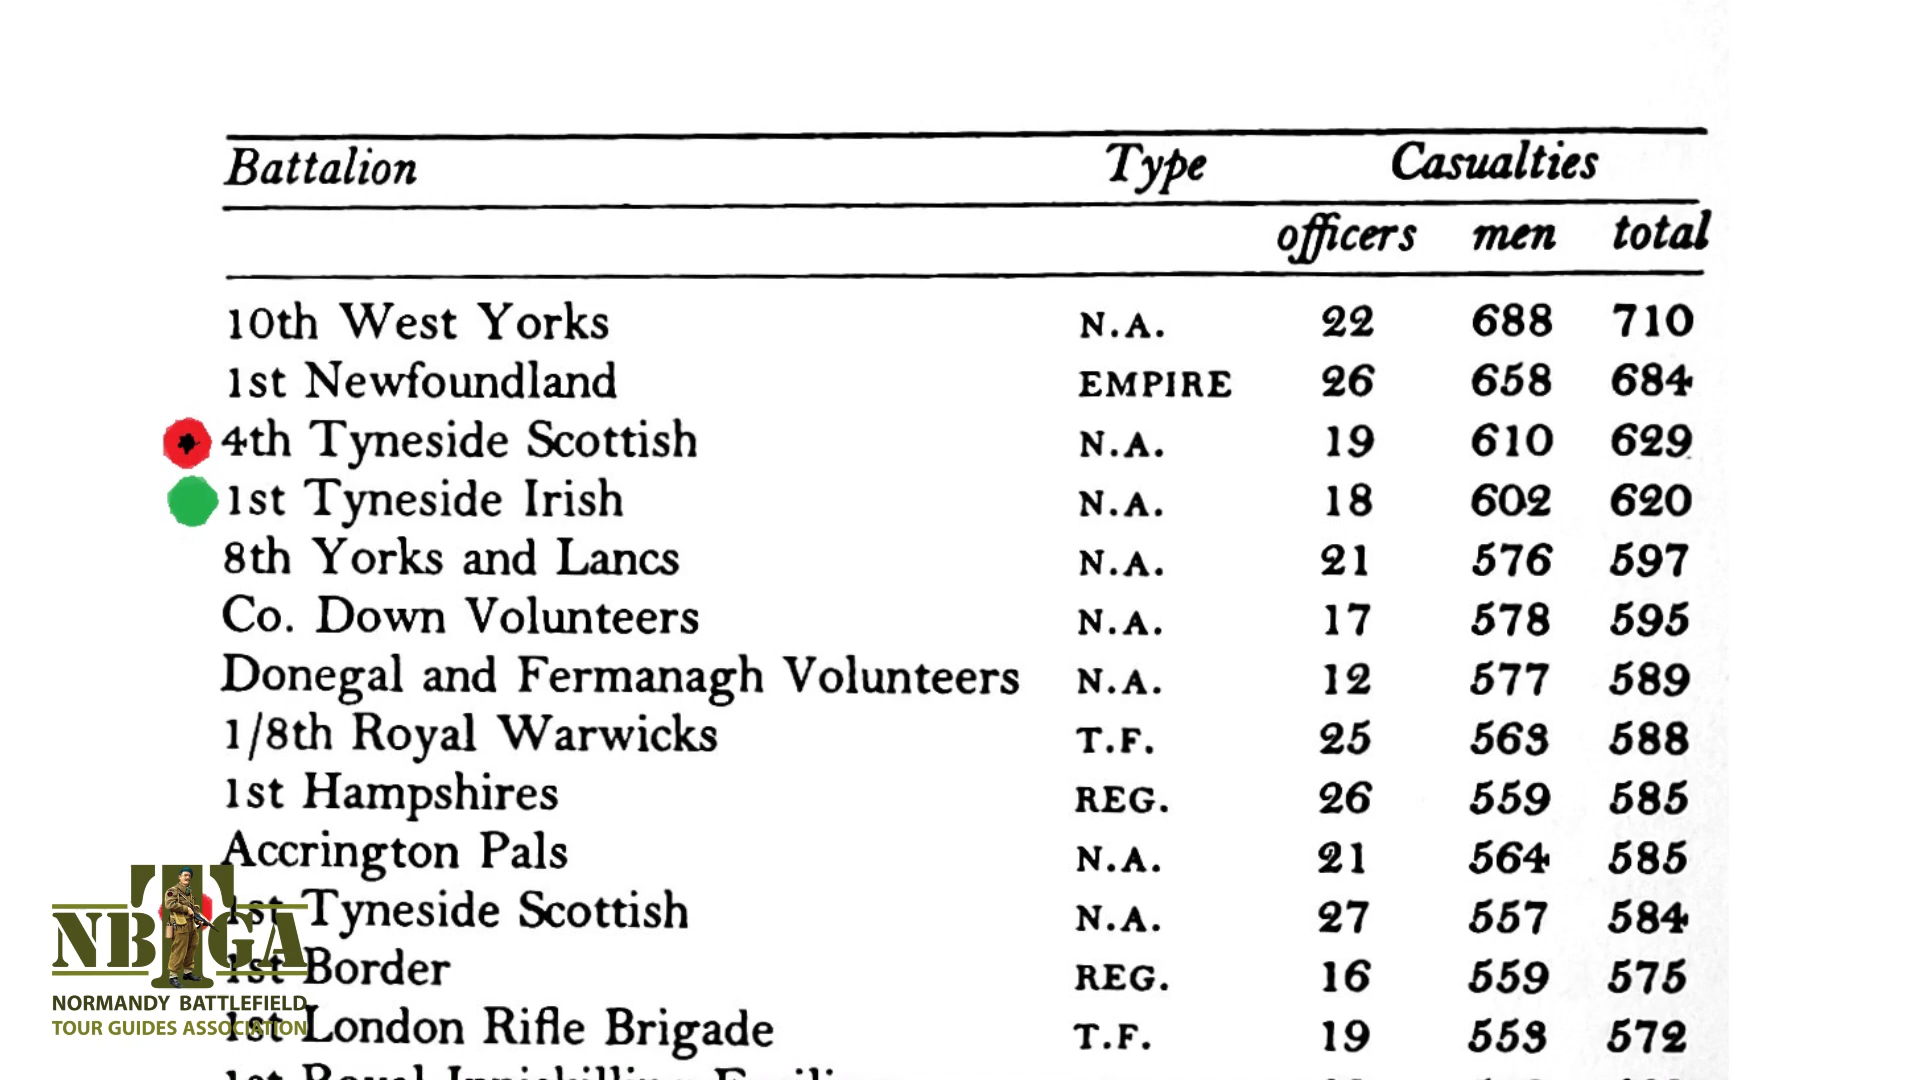 Battalion Type Casualties
officers men total
10th West Yorks N.A. 22 688 710
1st Newfoundland EMPIRE 26 658 684
4th Tyneside Scottish N.A. 19 610 629
1st Tyneside Irish N.A. 18 602 620
8th Yorks and Lancs N.A. 21 576 597
Co. Down Volunteers N.A. 17 578 595
Donegal and Fermanagh Volunteers N.A. 12 577 589
1/8th Royal Warwicks T.F. 25 563 588
1st Hampshires REG. 26 559 585
Accrington Pals N.A. 21 564 585
1st Tyneside Scottish N.A. 27 557 584
1st Border REG. 16 559 575
1st London Rifle Brigade T.F. 19 553 572
NBTGA
NORMANDY BATTLEFIELD
TOUR GUIDES ASSOCIATION